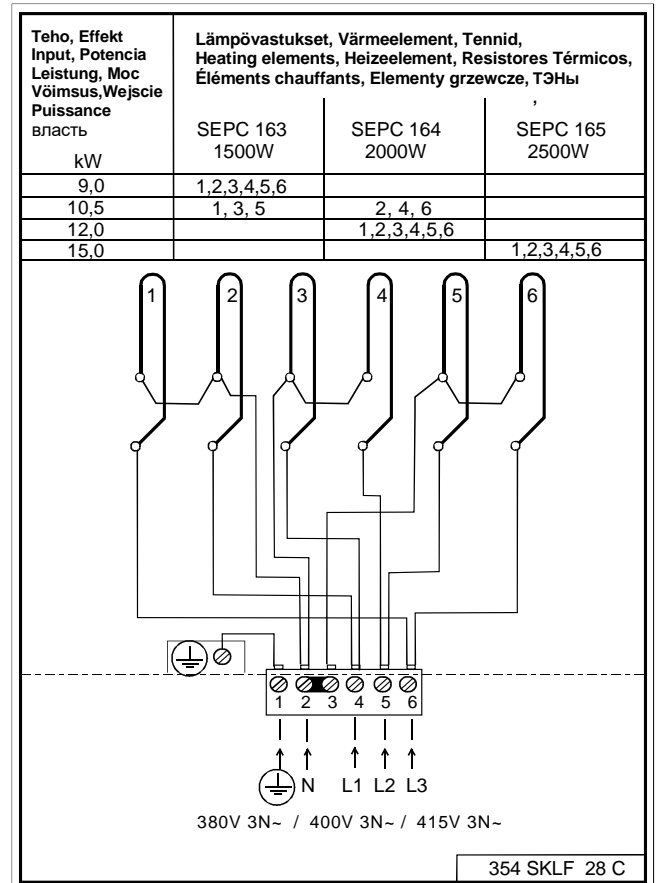 Teho, Effekt
Input, Potencia
Leistung, Moc
Vöimsus,Wejscie
Puissance
власть
kW
Lämpövastukset, Värmeelement, Tennid,
Heating elements, Heizeelement, Resistores Térmicos,
Éléments chauffants, Elementy grzewcze, ТЭНы
,
SEPC 163 SEPC 164 SEPC 165
1500W 2000W 2500W
9,0 1,2,3,4,5,6
10,5 1, 3, 5 2, 4, 6
12,0 1,2,3,4,5,6
15,0 1,2,3,4,5,6
1 2 3 4 5 6
1 2 3 4 5 6
N L1 L2 L3
380V 3N~ / 400V 3N~ / 415V 3N~
354 SKLF 28 C